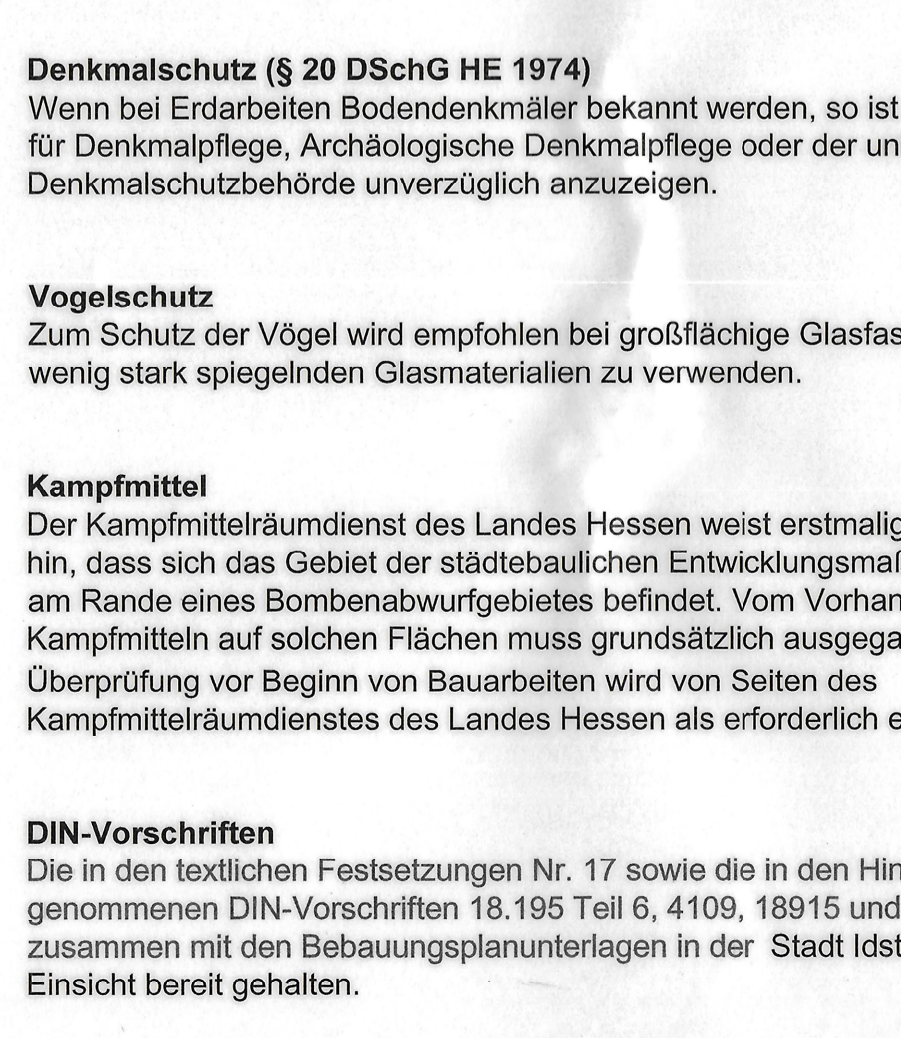 Denkmalschutz (§ 20 DSchG HE 1974)
Wenn bei Erdarbeiten Bodendenkmäler bekannt werden, so ist
für Denkmalpflege, Archäologische Denkmalpflege oder der un
Denkmalschutzbehörde unverzüglich anzuzeigen.
Vogelschutz
Zum Schutz der Vögel wird empfohlen bei großflächige Glasfas
wenig stark spiegelnden Glasmaterialien zu verwenden.
Kampfmittel
Der Kampfmittelräumdienst des Landes Hessen weist erstmalig
hin, dass sich das Gebiet der städtebaulichen Entwicklungsmaß
am Rande eines Bombenabwurfgebietes befindet. Vom Vorhan
Kampfmitteln auf solchen Flächen muss grundsätzlich ausgega
Überprüfung vor Beginn von Bauarbeiten wird von Seiten des
Kampfmittelräumdienstes des Landes Hessen als erforderlich e
DIN-Vorschriften
Die in den textlichen Festsetzungen Nr. 17 sowie die in den Hin
genommenen DIN-Vorschriften 18.195 Teil 6, 4109, 18915 und
zusammen mit den Bebauungsplanunterlagen in der Stadt Idst
Einsicht bereit gehalten.